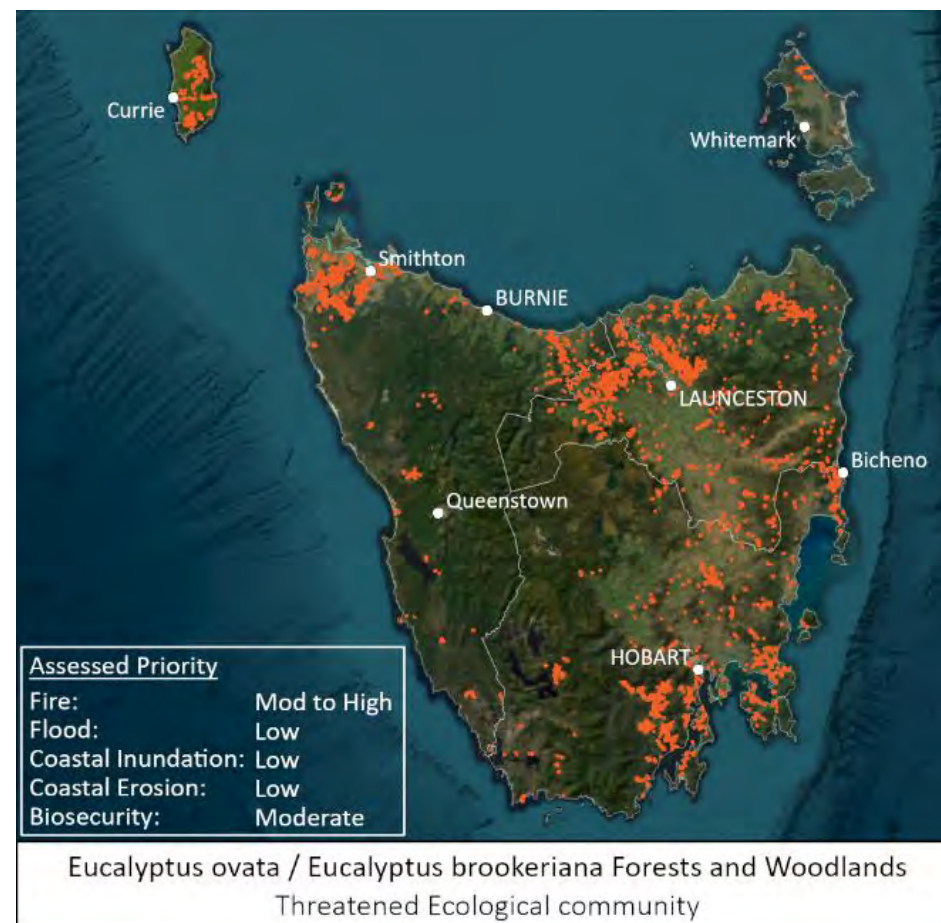 Currie
Whitemark
Smithton
BURNIE
LAUNCESTON
Bicheno
Queenstown
HOBART
Assessed Priority
Fire: Mod to High
Flood: Low
Coastal Inundation: Low
Coastal Erosion: Low
Biosecurity: Moderate
Eucalyptus ovata / Eucalyptus brookeriana Forests and Woodlands
Threatened Ecological community